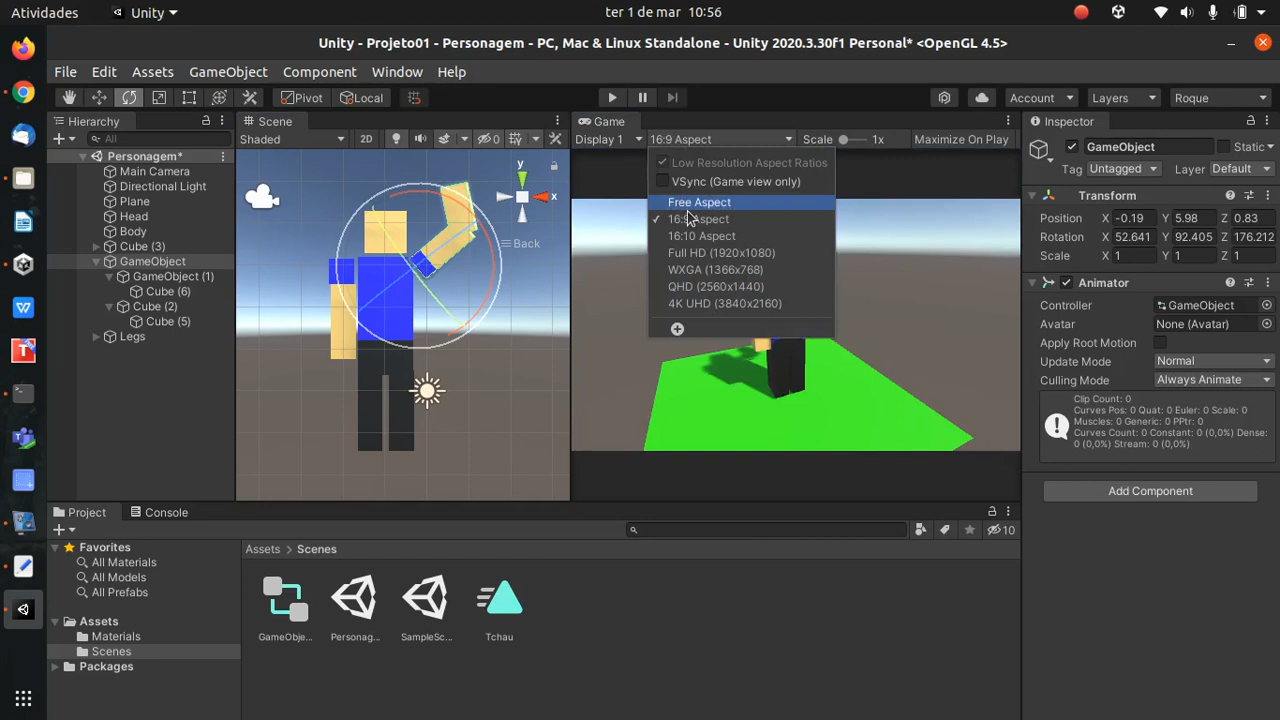 Atividades
Unity
ter 1 de mar 10:56
Unity - Projeto01 - Personagem - PC, Mac & Linux Standalone - Unity 2020.3.30f1 Personal* <OpenGL 4.5>
File Edit Assets GameObject Component Window Help
Pivot Local Account Layers Roque
Hierarchy
All
Personagem*
Main Camera
Directional Light
Plane
Head
Body
Cube (3)
GameObject
GameObject (1)
Cube (6)
Cube (2)
Cube (5)
Legs
Scene
Shaded 2D 0
y
x
Back
Game
Display 1 16:9 Aspect Scale 1x Maximize On Play
Low Resolution Aspect Ratios
VSync (Game view only)
Free Aspect
16:9 Aspect
16:10 Aspect
Full HD (1920x1080)
WXGA (1366x768)
QHD (2560x1440)
4K UHD (3840x2160)
Inspector
GameObject Static
Tag Untagged Layer Default
Transform
Position X -0.19 Y 5.98 Z 0.83
Rotation X 52.641 Y 92.405 Z 176.212
Scale X 1 Y 1 Z 1
Animator
Controller GameObject
Avatar None (Avatar)
Apply Root Motion
Update Mode Normal
Culling Mode Always Animate
Clip Count: 0
Curves Pos: 0 Quat: 0 Euler: 0 Scale: 0
Muscles: 0 Generic: 0 PPtr: 0
Curves Count: 0 Constant: 0 (0,0%) Dense:
0 (0,0%) Stream: 0 (0,0%)
Add Component
Project Console
10
Favorites
All Materials
All Models
All Prefabs
Assets
Materials
Scenes
Packages
Assets Scenes
GameObje... Personag... SampleSc... Tchau